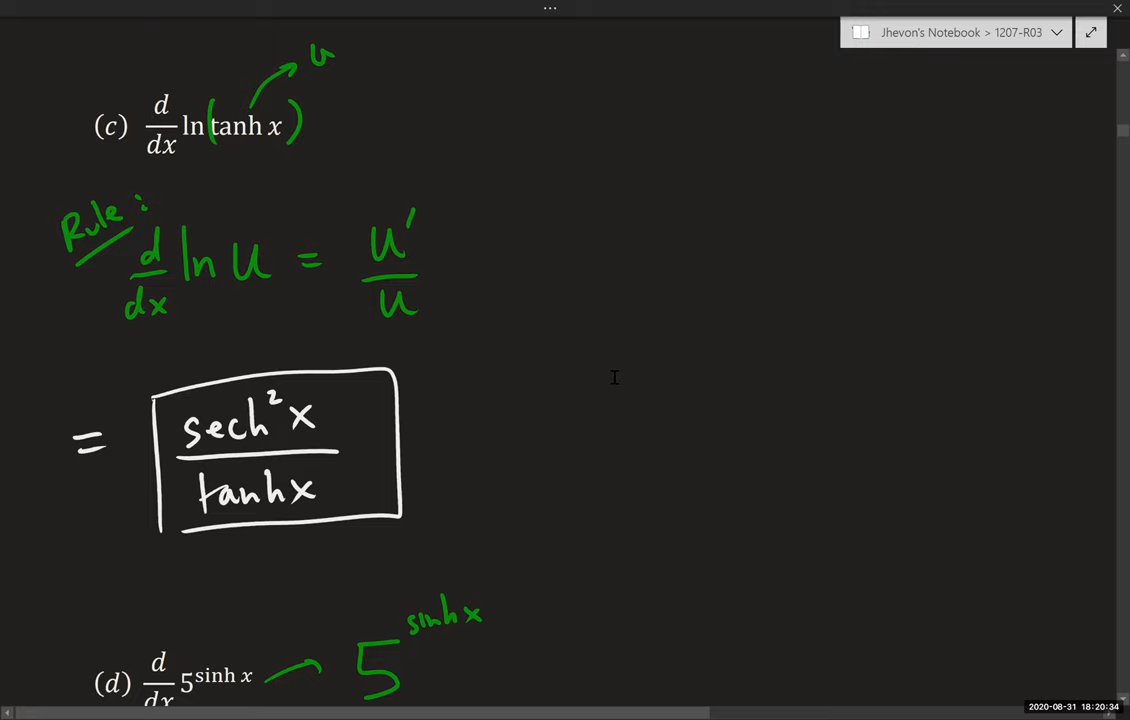 ...
Jhevon's Notebook > 1207-R03
u
(c) d/dx ln(tanh x)
Rule:
d/dx ln u = u'/u
= sech²x/tanhx
(d) d/dx 5^sinh x → 5^sinhx
2020-08-31 18:20:34